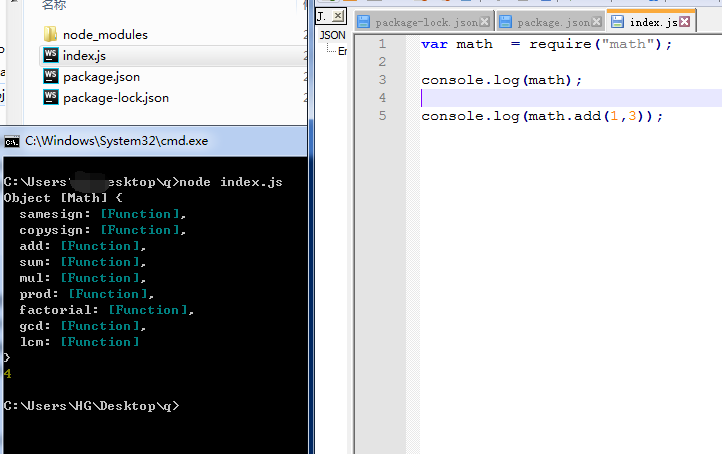 名称
node_modules
index.js
package.json
package-lock.json
C:\Windows\System32\cmd.exe
C:\Users\ esktop\q>node index.js
Object [Math] {
samesign: [Function],
copysign: [Function],
add: [Function],
sum: [Function],
mul: [Function],
prod: [Function],
factorial: [Function],
gcd: [Function],
lcm: [Function]
}
4
C:\Users\HG\Desktop\q>
J.
JSON
package-lock.json
package.json
index.js
1 var math = require("math");
2
3 console.log(math);
4
5 console.log(math.add(1,3));